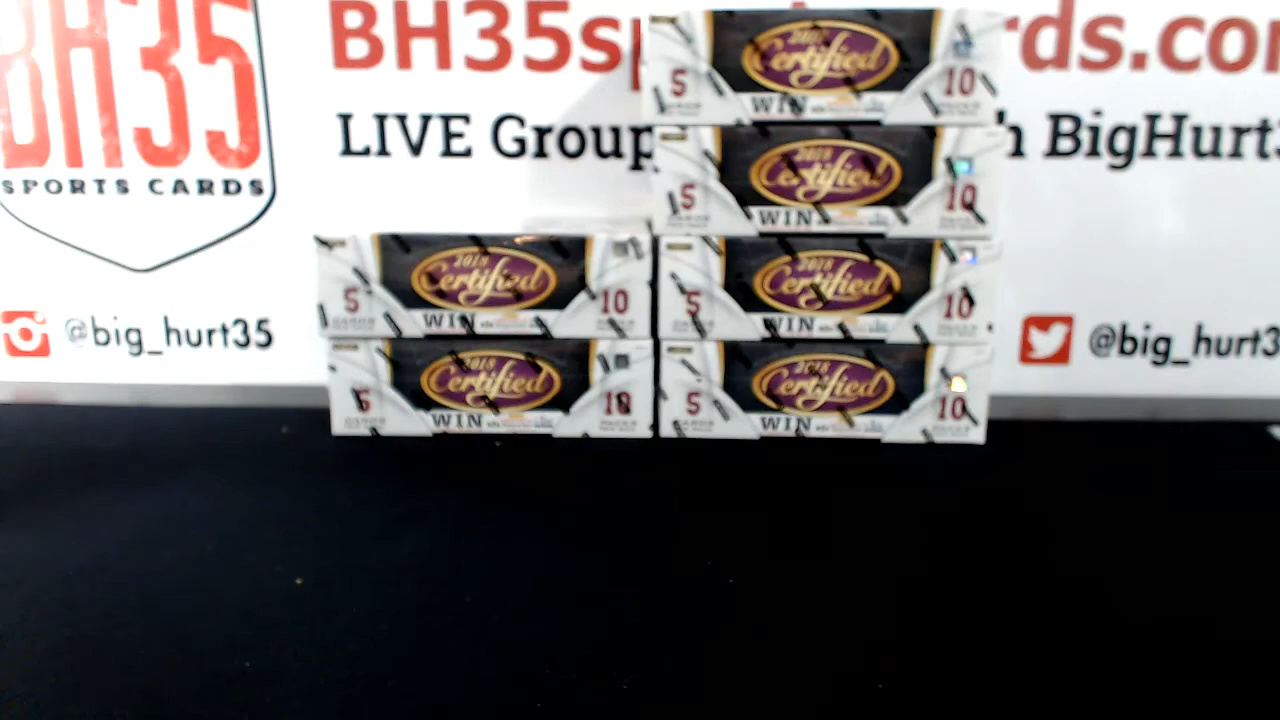 BH35
SPORTS CARDS
BH35sp
rds.com
LIVE Group
h BigHurt3
@big_hurt35
@big_hurt3
Certified
5
10
WIN
2018
Certified
5
10
WIN
2018
Certified
5
10
WIN
2018
Certified
5
10
WIN
2018
Certified
5
10
WIN
2018
Certified
5
10
WIN